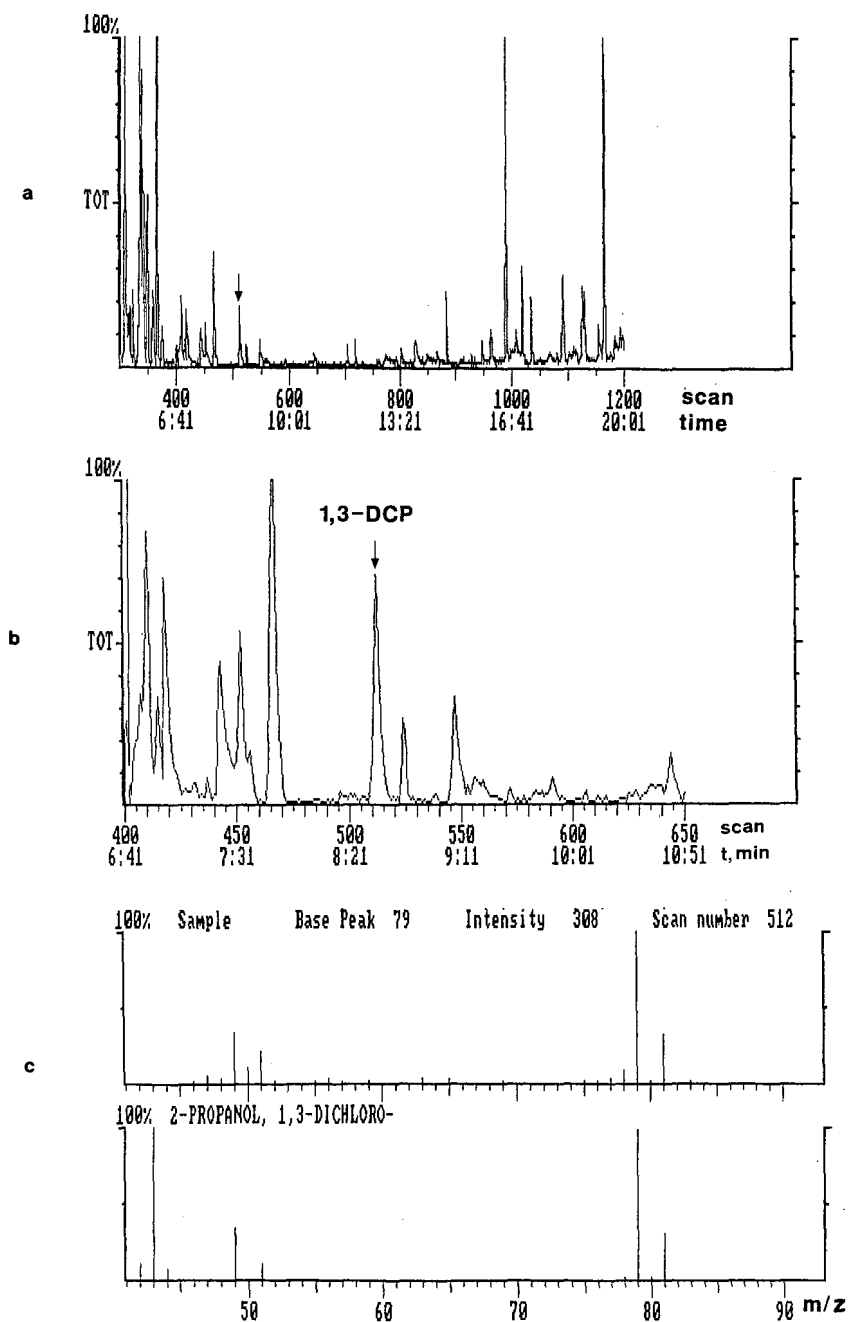 100%
a
TOT
400 600 800 1000 1200 scan
6:41 10:01 13:21 16:41 20:01 time
100%
1,3-DCP
b
TOT
400 450 500 550 600 650 scan
6:41 7:31 8:21 9:11 10:01 10:51 t,min
100% Sample Base Peak 79 Intensity 308 Scan number 512
c
100% 2-PROPANOL, 1,3-DICHLORO-
50 60 70 80 90 m/z